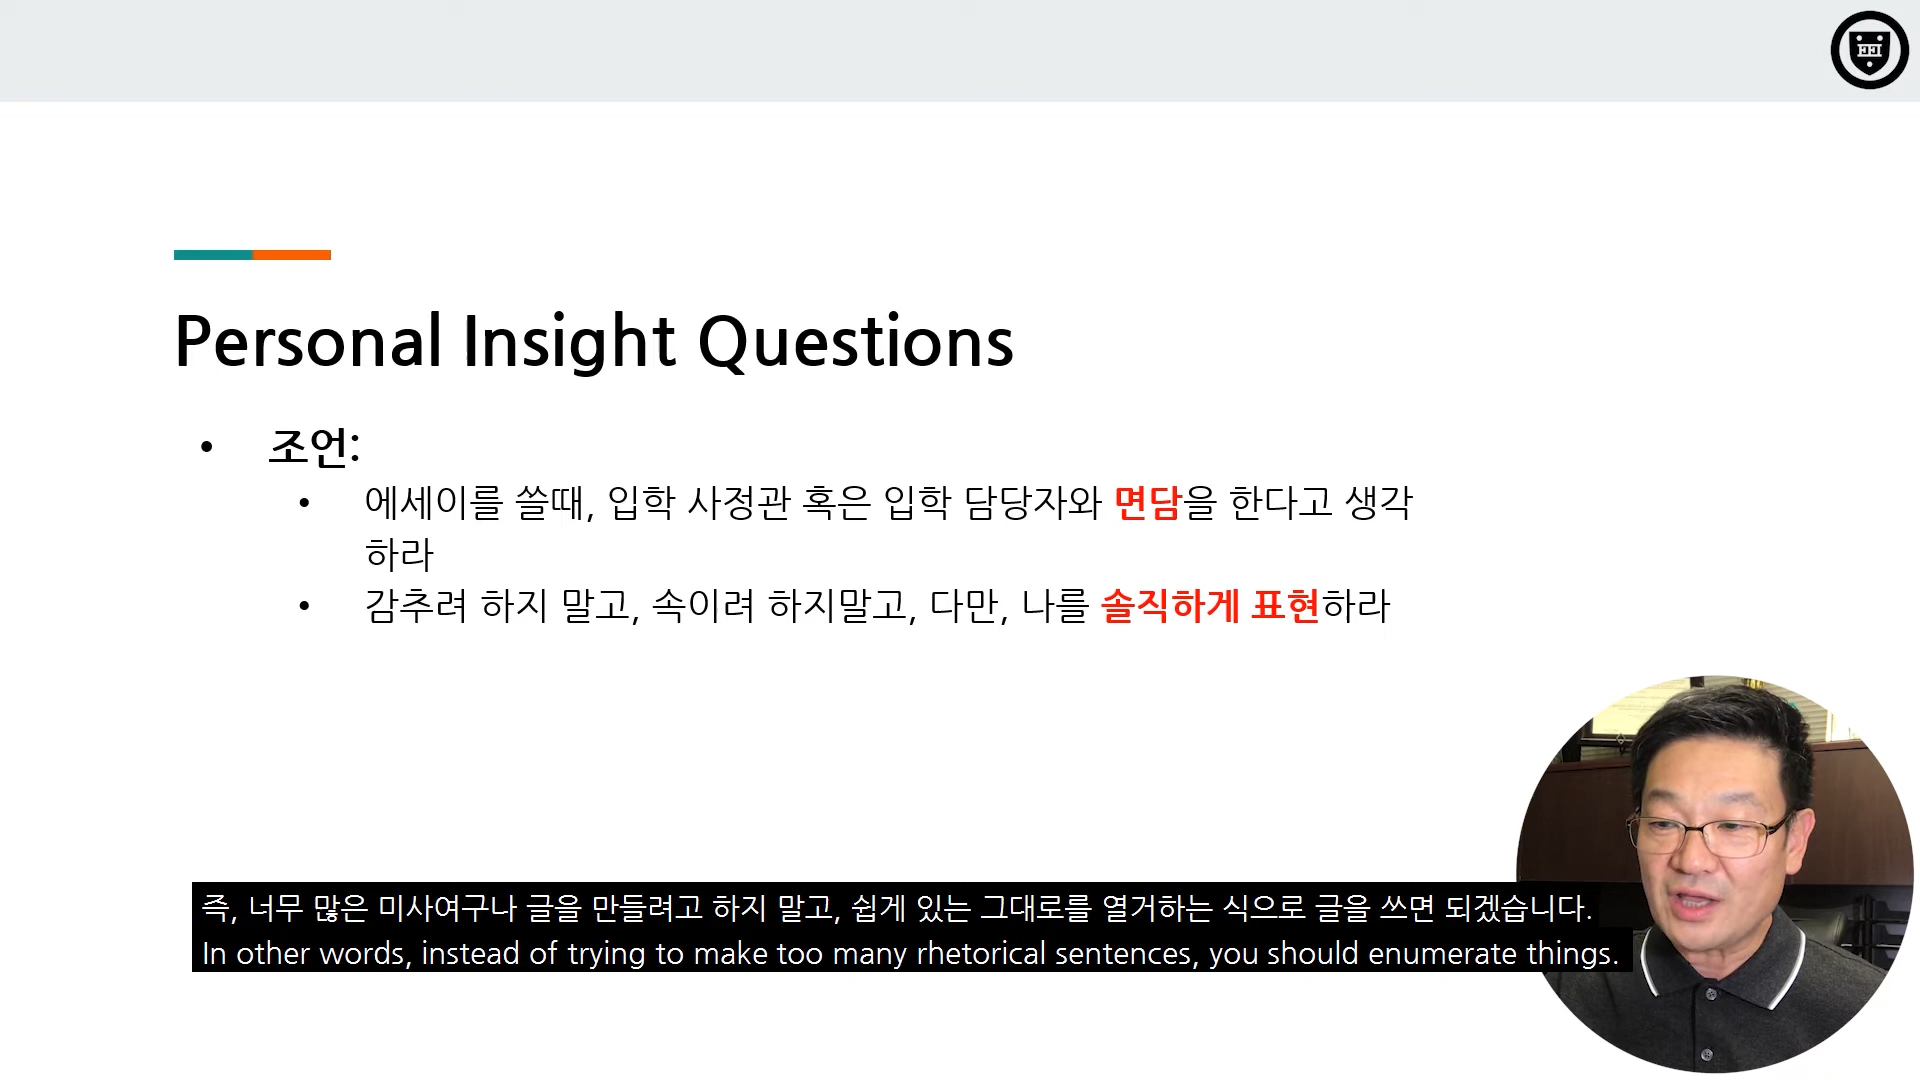 EEI
Personal Insight Questions
• 조언:
• 에세이를 쓸때, 입학 사정관 혹은 입학 담당자와 면담을 한다고 생각
하라
• 감추려 하지 말고, 속이려 하지말고, 다만, 나를 솔직하게 표현하라
즉, 너무 많은 미사여구나 글을 만들려고 하지 말고, 쉽게 있는 그대로를 열거하는 식으로 글을 쓰면 되겠습니다.
In other words, instead of trying to make too many rhetorical sentences, you should enumerate things.